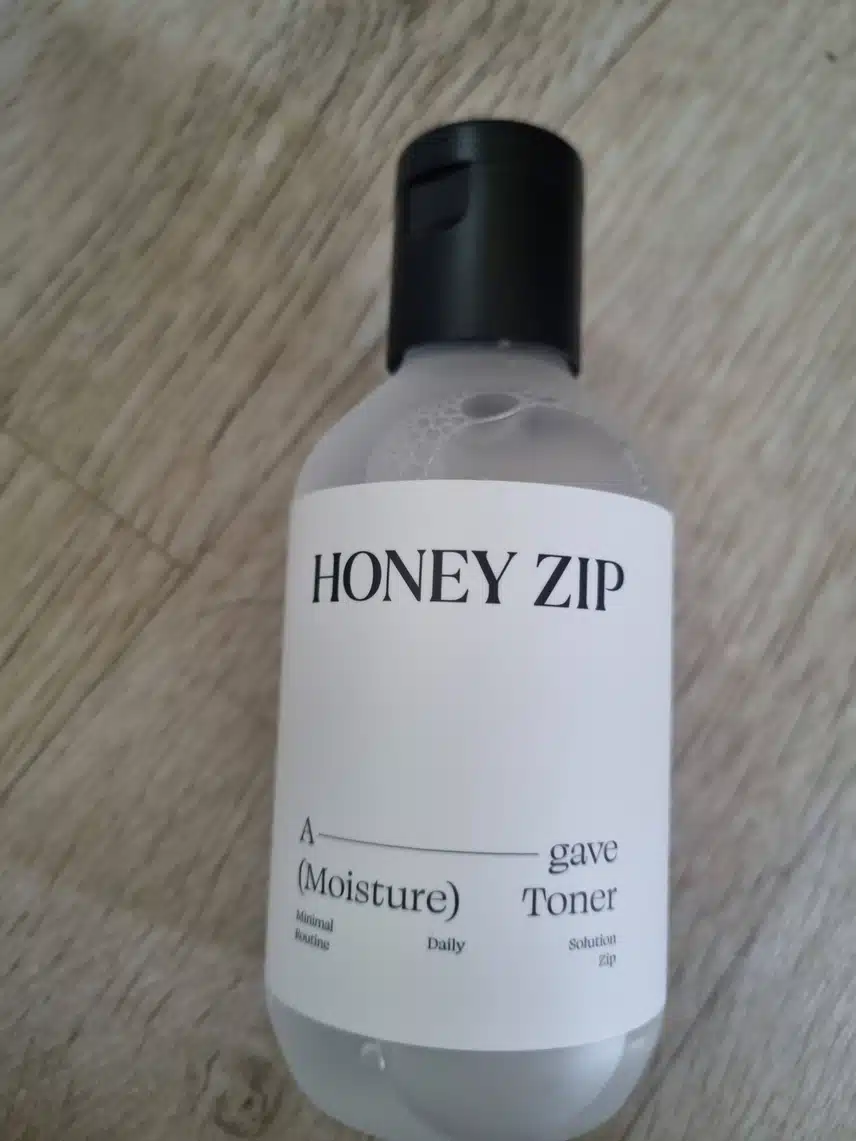 HONEY ZIP
A———gave
(Moisture) Toner
Minimal Routine Daily Solution Zip